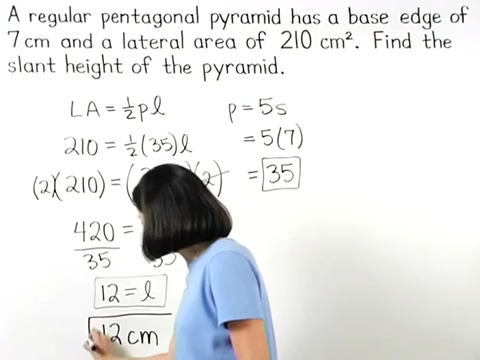 A regular pentagonal pyramid has a base edge of
7 cm and a lateral area of 210 cm². Find the
slant height of the pyramid.
LA = ½pl
p = 5s
210 = ½(35)l
= 5(7)
(2)(210) = ( )(2)
= 35
420 =
35
12 = l
12 cm